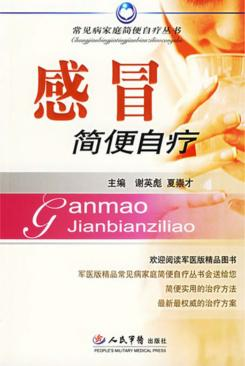 常见病家庭简便自疗丛书
Changjianbingjiatingjianbianziliaocongshu
感冒
简便自疗
主编 谢英彪 夏崇才
Ganmao
Jianbianziliao
欢迎阅读军医版精品图书
军医版精品常见病家庭简便自疗丛书会送给您
简便实用的治疗方法
最新最权威的治疗方案
人民军医出版社
PEOPLE'S MILITARY MEDICAL PRESS